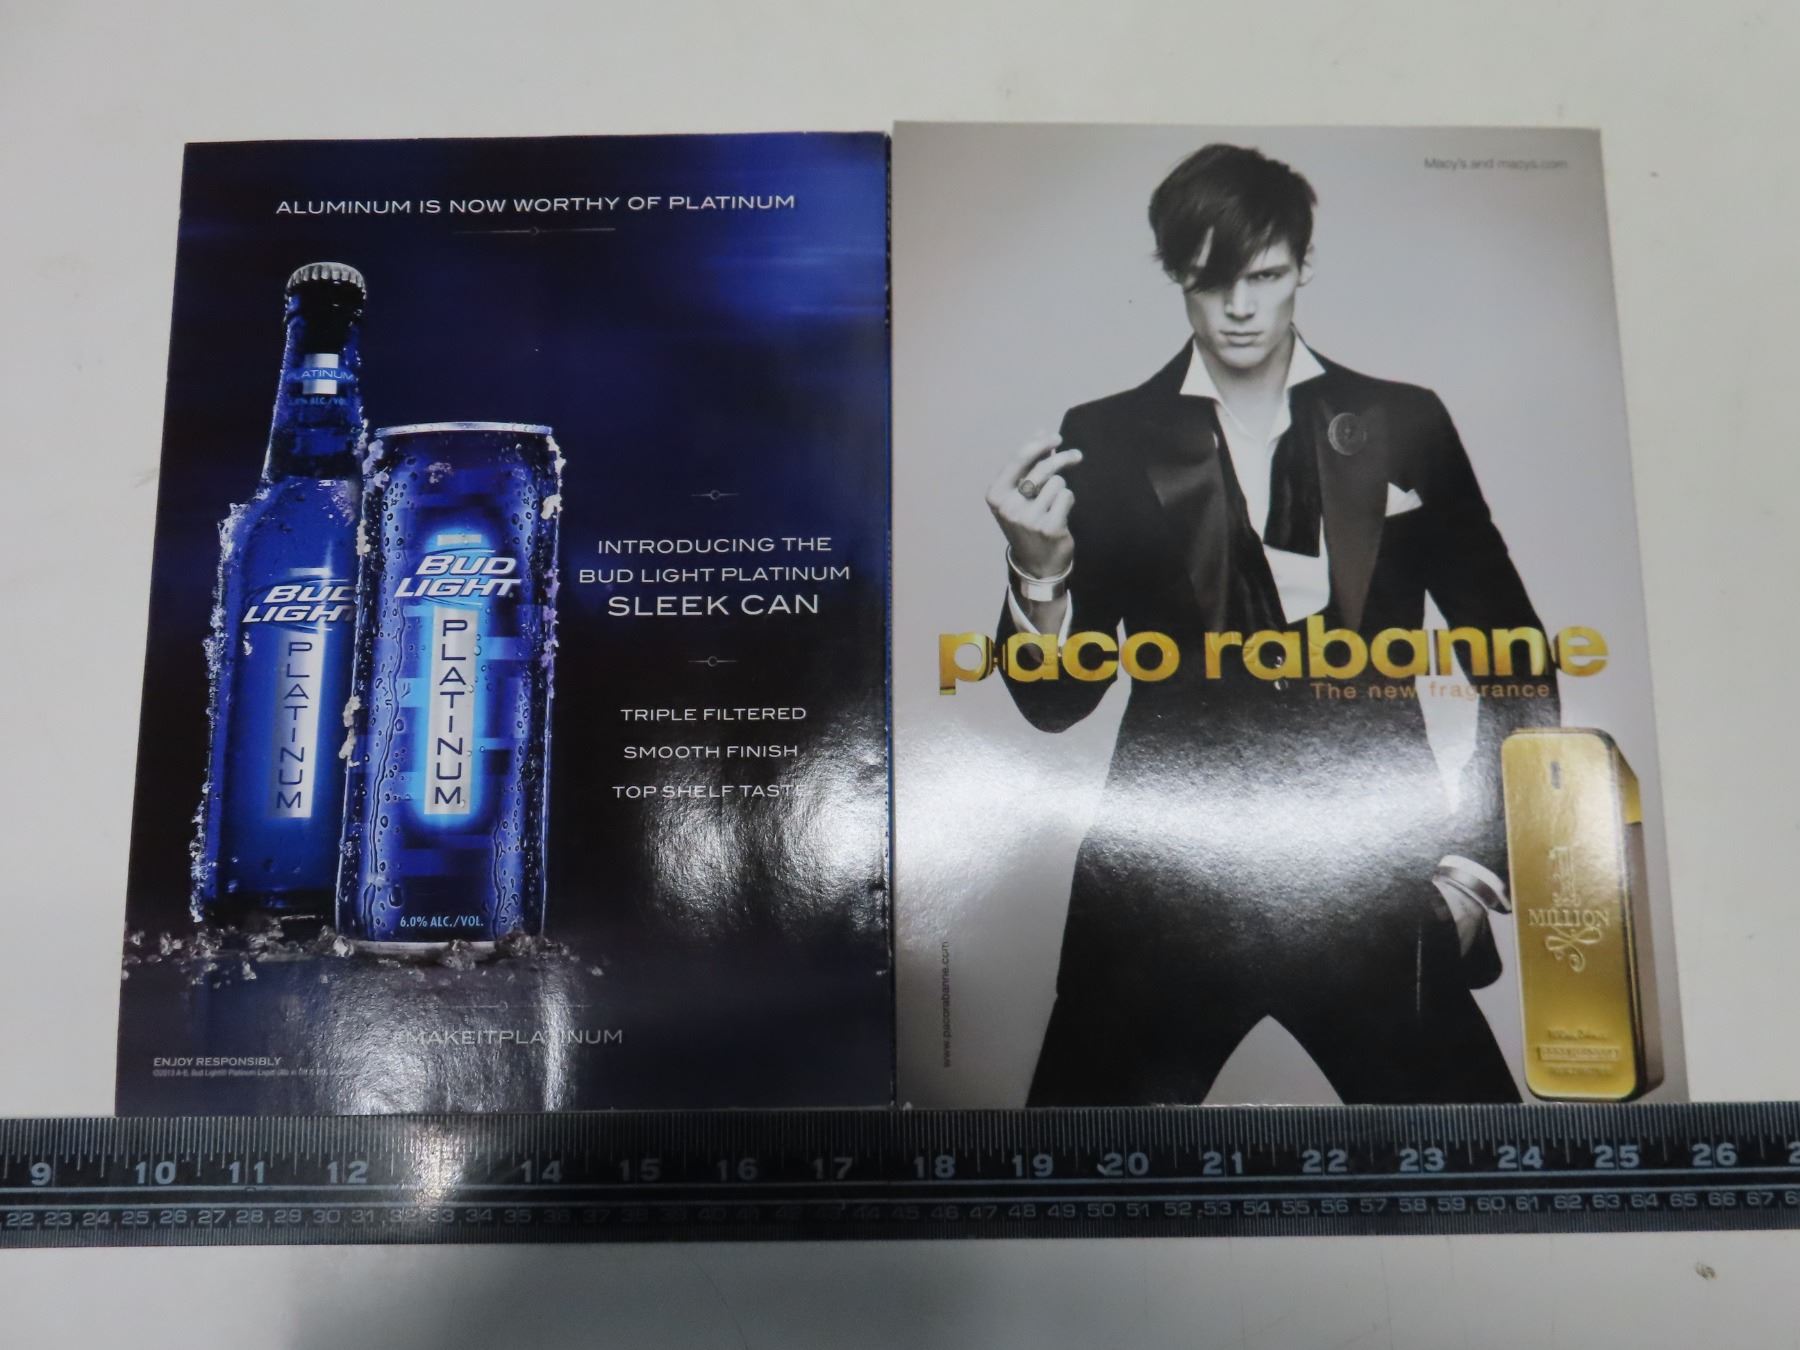 ALUMINUM IS NOW WORTHY OF PLATINUM
PLATINUM
BUD
LIGHT
PLATINUM
BUD
LIGHT
PLATINUM
6.0% ALC./VOL.
INTRODUCING THE
BUD LIGHT PLATINUM
SLEEK CAN
TRIPLE FILTERED
SMOOTH FINISH
TOP SHELF TASTE
#MAKEITPLATINUM
ENJOY RESPONSIBLY
Macy's and macys.com
paco rabanne
The new fragrance
1
MILLION
www.pacorabanne.com
9 10 11 12 14 15 16 17 18 19 20 21 22 23 24 25 26
22 23 24 25 26 27 28 29 30 31 32 33 34 35 36 37 38 39 40 41 42 43 44 45 46 47 48 49 50 51 52 53 54 55 56 57 58 59 60 61 62 63 64 65 66 67